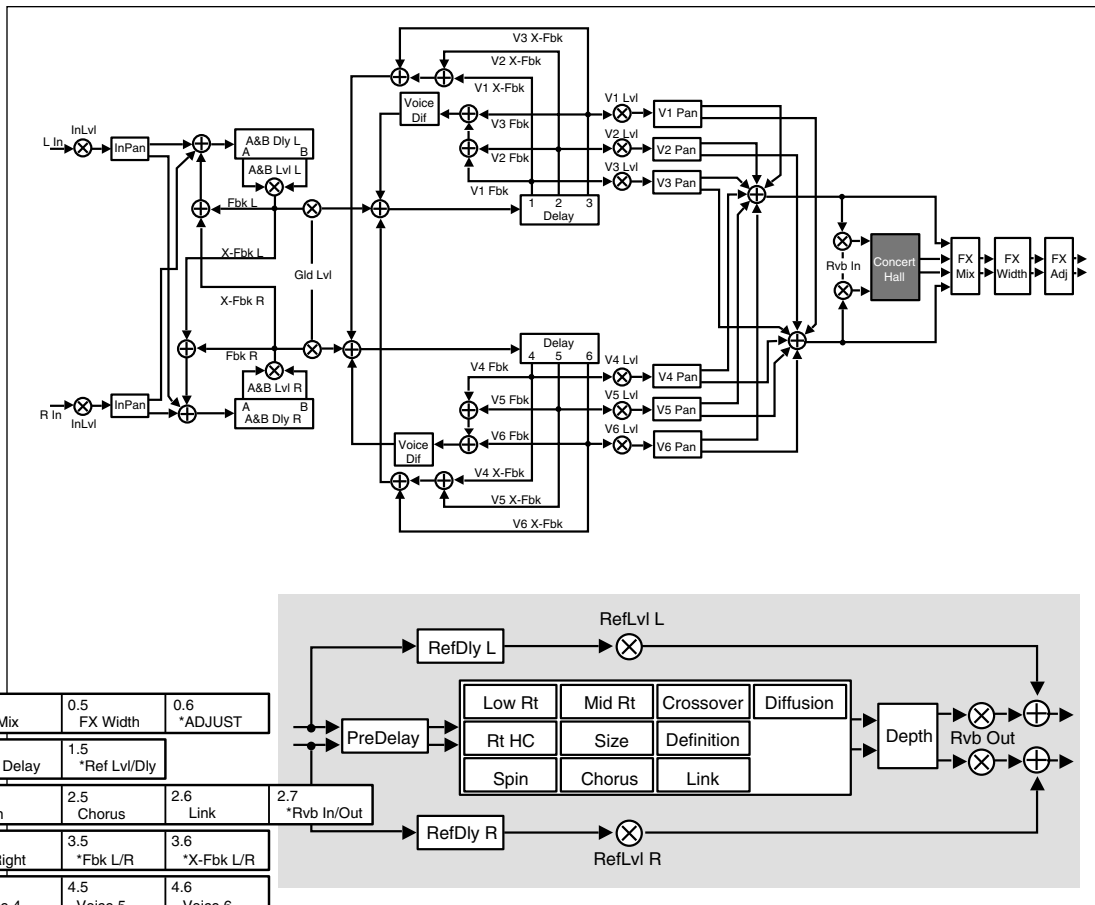 V3 X-Fbk
V2 X-Fbk
V1 X-Fbk
Voice Dif
V3 Fbk
V2 Fbk
V1 Fbk
1 2 3
Delay
V1 Lvl
V1 Pan
V2 Lvl
V2 Pan
V3 Lvl
V3 Pan
L In
InLvl
InPan
A&B Dly L
A B
A&B Lvl L
Fbk L
X-Fbk L
Gld Lvl
X-Fbk R
Fbk R
A&B Lvl R
A B
A&B Dly R
R In
InLvl
InPan
Rvb In
Concert Hall
FX Mix
FX Width
FX Adj
Delay
4 5 6
V4 Fbk
V5 Fbk
V6 Fbk
Voice Dif
V4 X-Fbk
V5 X-Fbk
V6 X-Fbk
V4 Lvl
V4 Pan
V5 Lvl
V5 Pan
V6 Lvl
V6 Pan
RefDly L
RefLvl L
PreDelay
Low Rt
Mid Rt
Crossover
Diffusion
Rt HC
Size
Definition
Spin
Chorus
Link
Depth
Rvb Out
RefDly R
RefLvl R
Mix
0.5
FX Width
0.6
*ADJUST
Delay
1.5
*Ref Lvl/Dly
2.5
Chorus
2.6
Link
2.7
*Rvb In/Out
Right
3.5
*Fbk L/R
3.6
*X-Fbk L/R
4.5
Voice 5
4.6
Voice 6